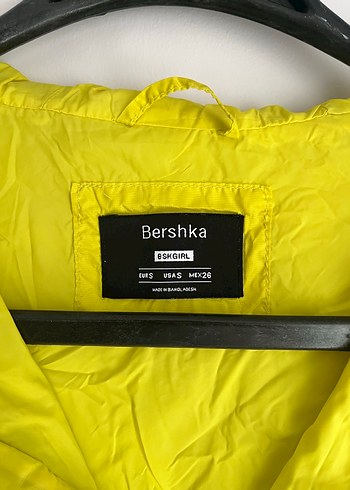 Bershka
BSKGIRL
EUR S USA S MEX 26
MADE IN BANGLADESH